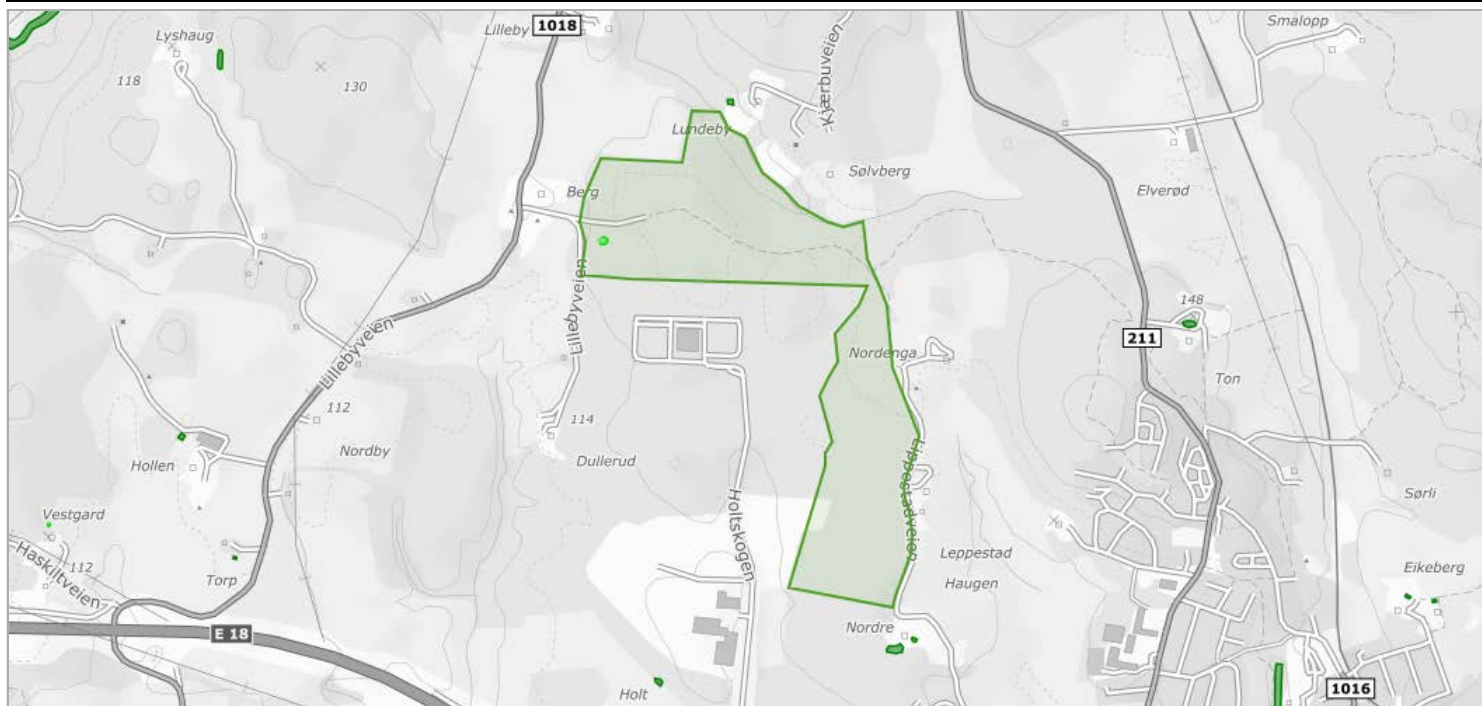 Lyshaug
Lilleby
1018
Smalopp
118
130
Kjærbuveien
Lundeby
Sølvberg
Elverød
Berg
Lillebyveien
148
211
Lillebyveien
Nordenga
Ton
112
114
Nordby
Dullerud
Hollen
Lippestadveien
Sørli
Holtskogen
Vestgard
Leppestad
Haskiltveien
112
Torp
Haugen
Eikeberg
E 18
Nordre
Holt
1016